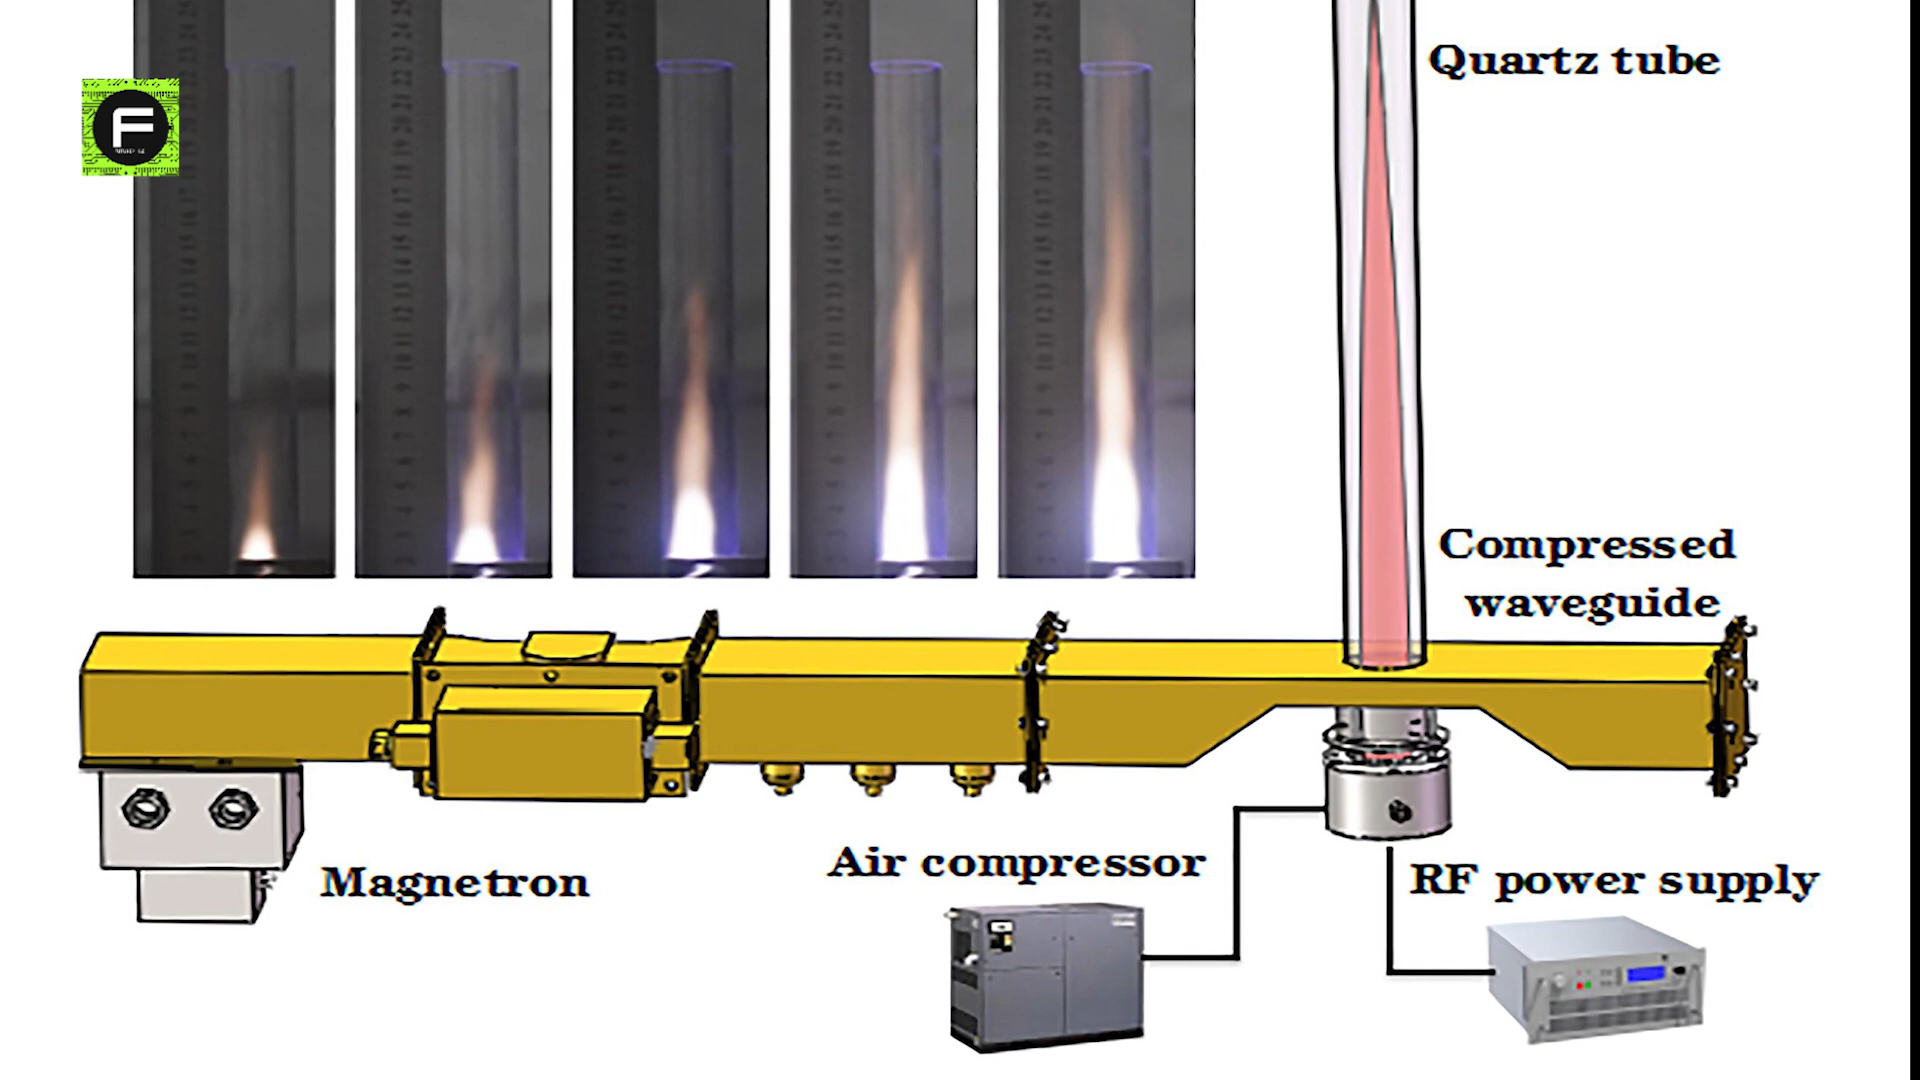 F
Quartz tube
Compressed
waveguide
Magnetron
Air compressor
RF power supply